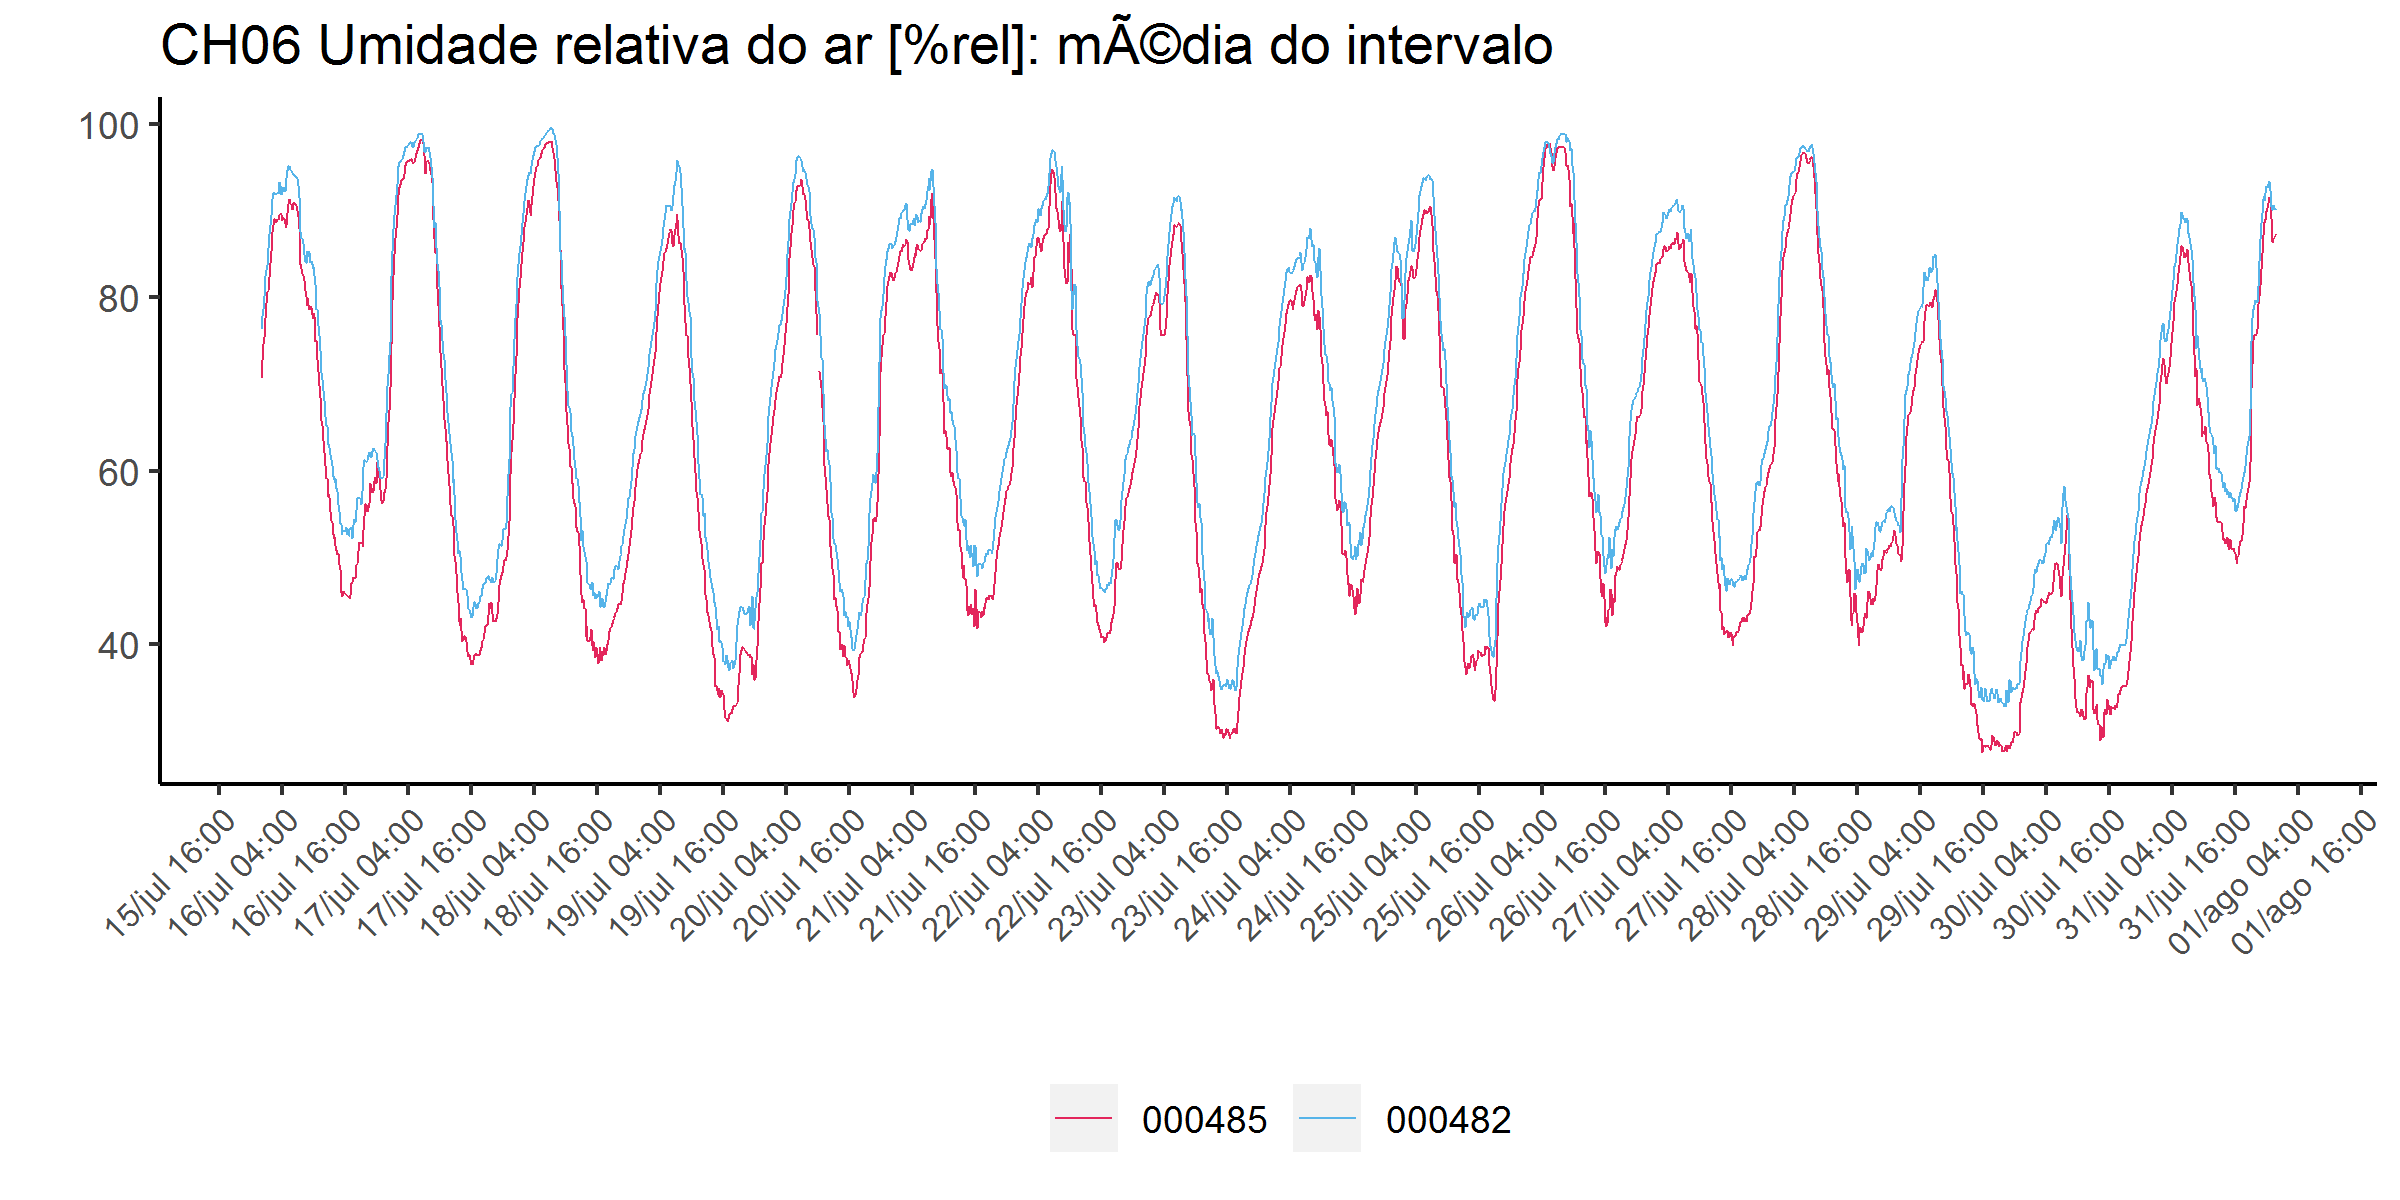 CH06 Umidade relativa do ar [%rel]: mÃ©dia do intervalo
100
80
60
40
15/jul 16:00
16/jul 04:00
16/jul 16:00
17/jul 04:00
17/jul 16:00
18/jul 04:00
18/jul 16:00
19/jul 04:00
19/jul 16:00
20/jul 04:00
20/jul 16:00
21/jul 04:00
21/jul 16:00
22/jul 04:00
22/jul 16:00
23/jul 04:00
23/jul 16:00
24/jul 04:00
24/jul 16:00
25/jul 04:00
25/jul 16:00
26/jul 04:00
26/jul 16:00
27/jul 04:00
27/jul 16:00
28/jul 04:00
28/jul 16:00
29/jul 04:00
29/jul 16:00
30/jul 04:00
30/jul 16:00
31/jul 04:00
31/jul 16:00
01/ago 04:00
01/ago 16:00
000485
000482